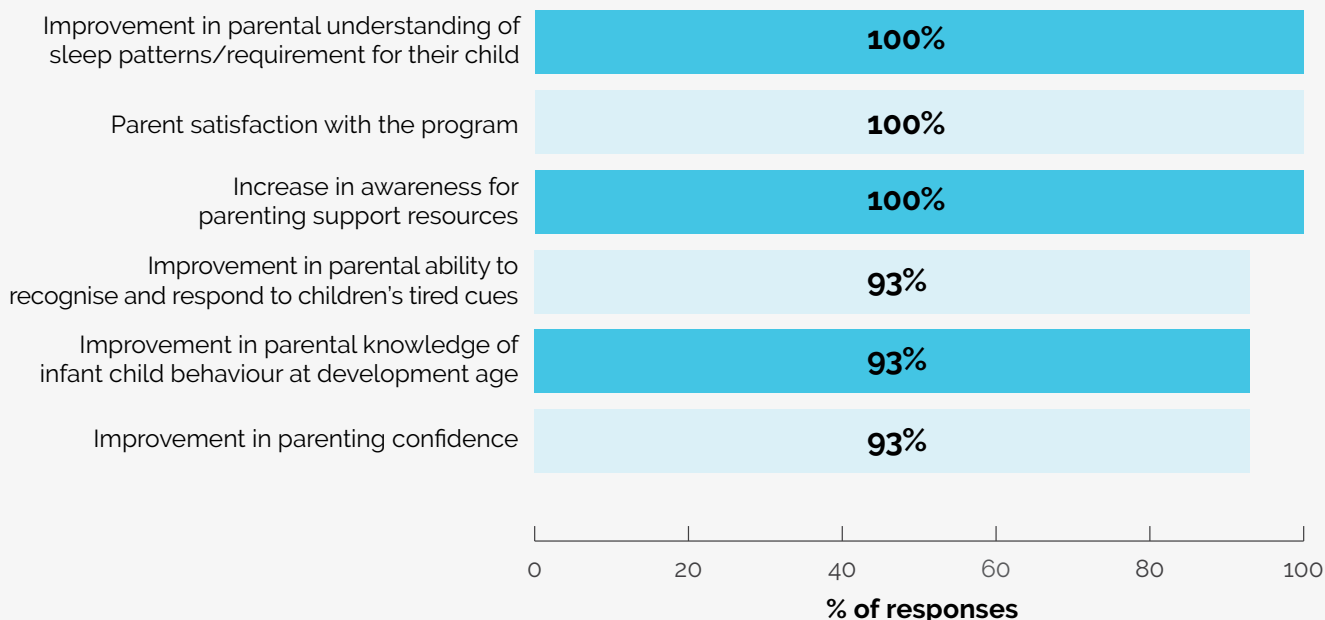 Improvement in parental understanding of
sleep patterns/requirement for their child
100%
Parent satisfaction with the program
100%
Increase in awareness for
parenting support resources
100%
Improvement in parental ability to
recognise and respond to children's tired cues
93%
Improvement in parental knowledge of
infant child behaviour at development age
93%
Improvement in parenting confidence
93%
0 20 40 60 80 100
% of responses